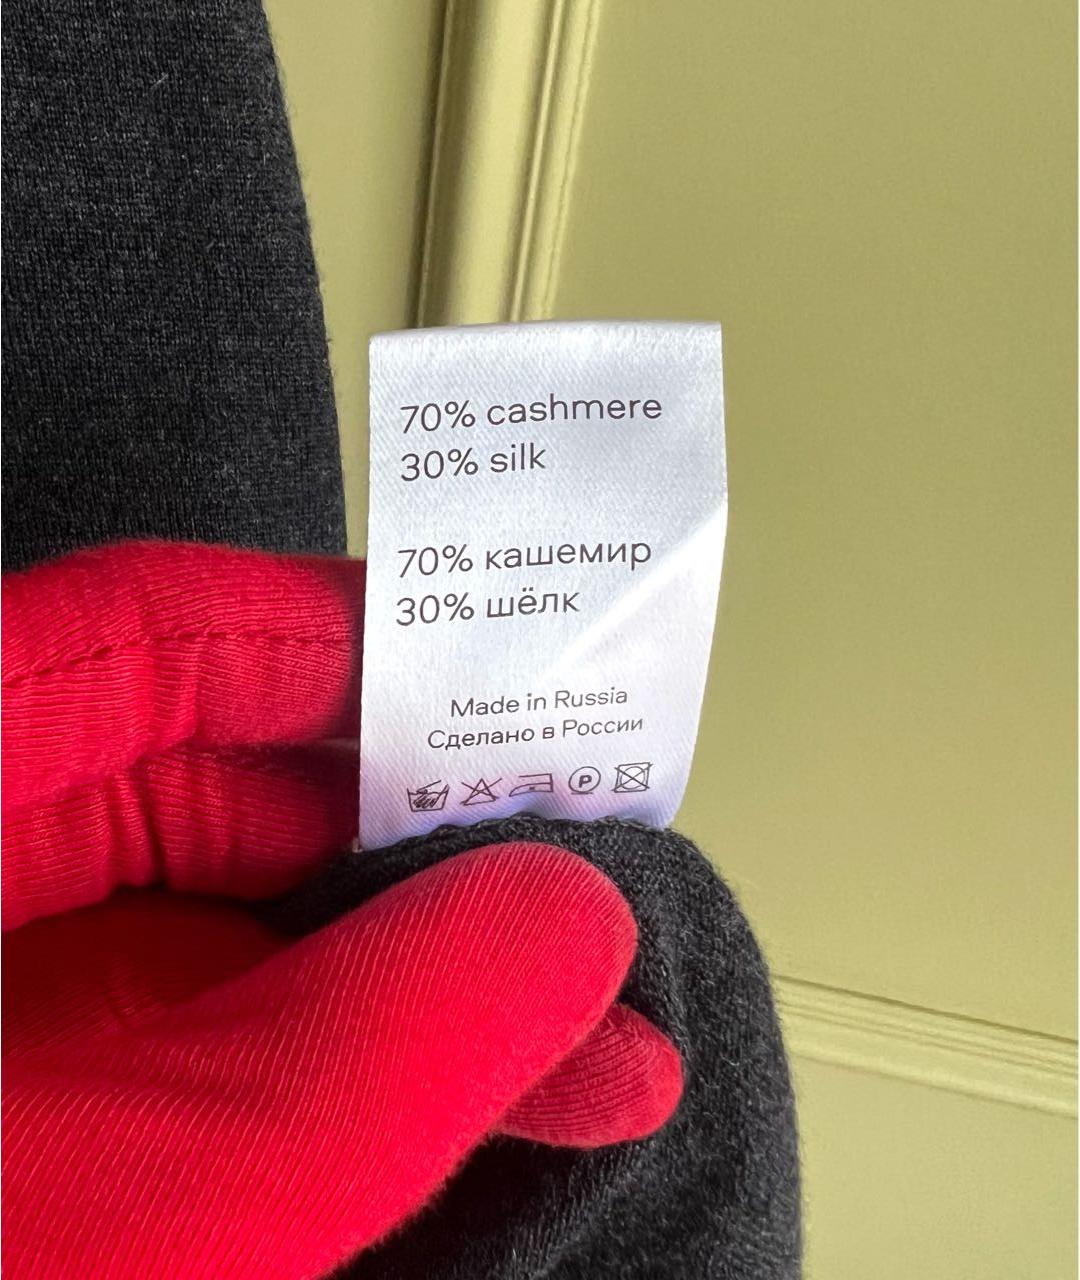 70% cashmere
30% silk
70% кашемир
30% шёлк
Made in Russia
Сделано в России
P